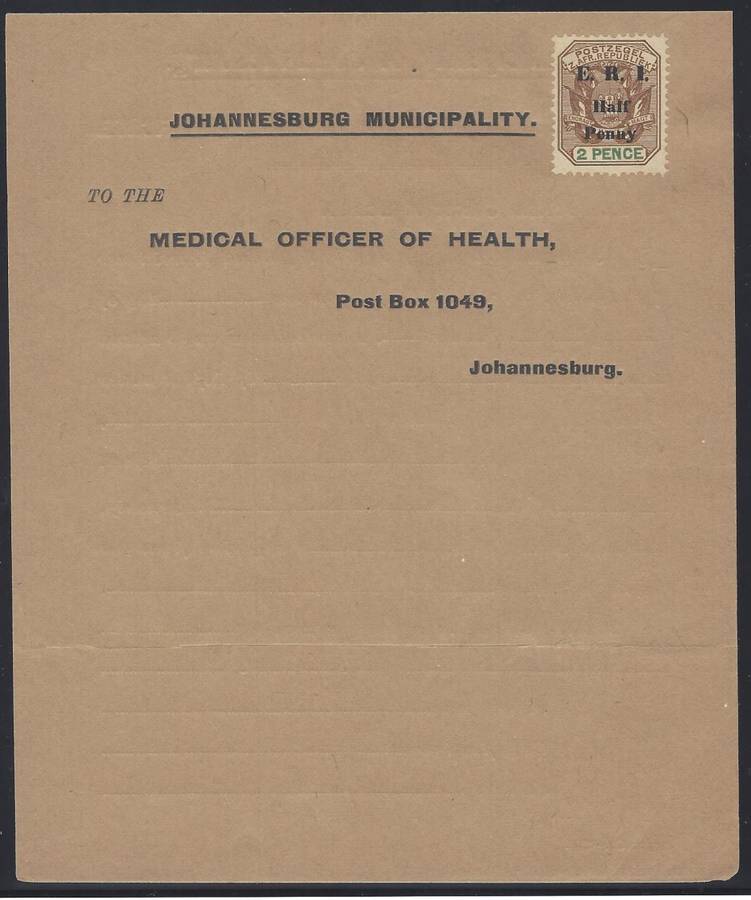 POSTZEGEL
Z. AFR. REPUBLIEK
E. R. I.
Half
Penny
2 PENCE
JOHANNESBURG MUNICIPALITY.
TO THE
MEDICAL OFFICER OF HEALTH,
Post Box 1049,
Johannesburg.